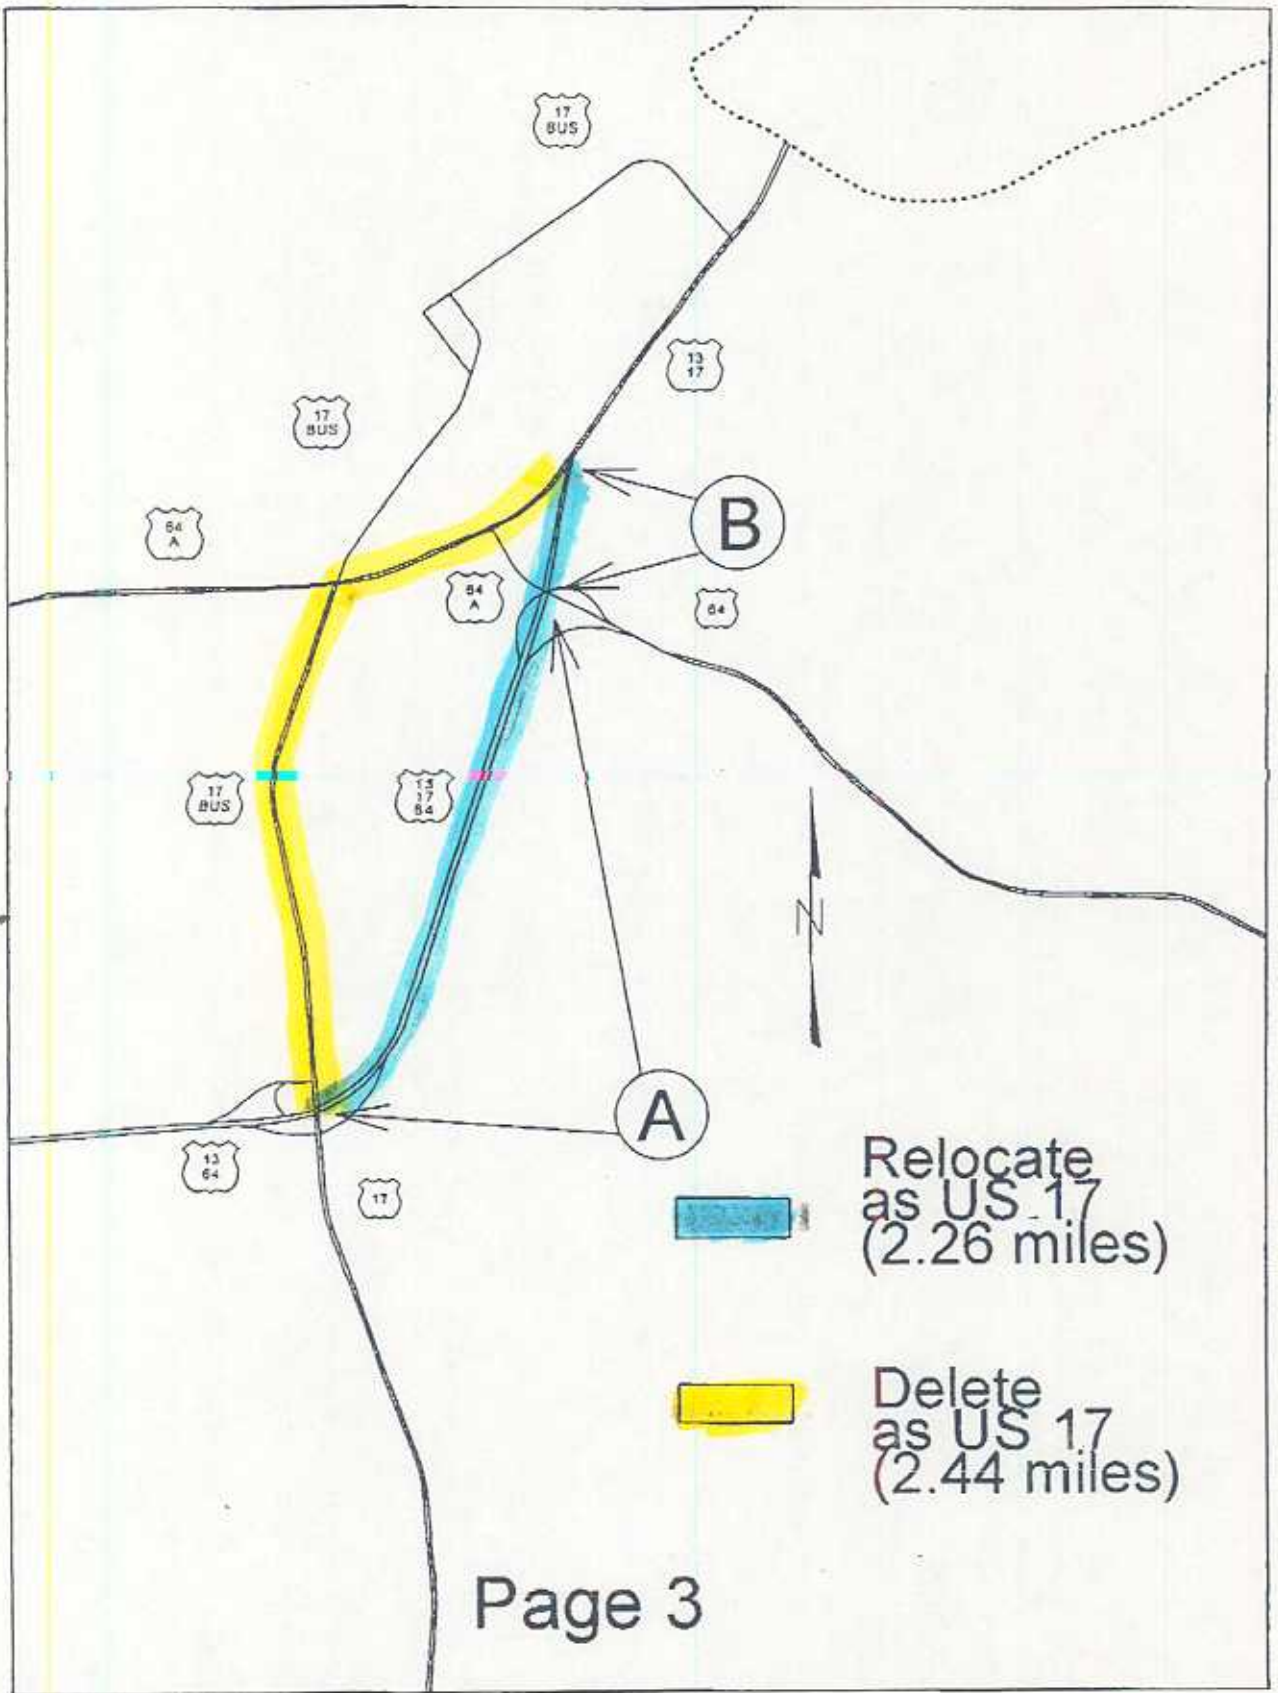 17
BUS
13
17
17
BUS
B
64
A
64
A
64
17
BUS
13
17
64
N
A
13
64
17
Relocate
as US 17
(2.26 miles)
Delete
as US 17
(2.44 miles)
Page 3